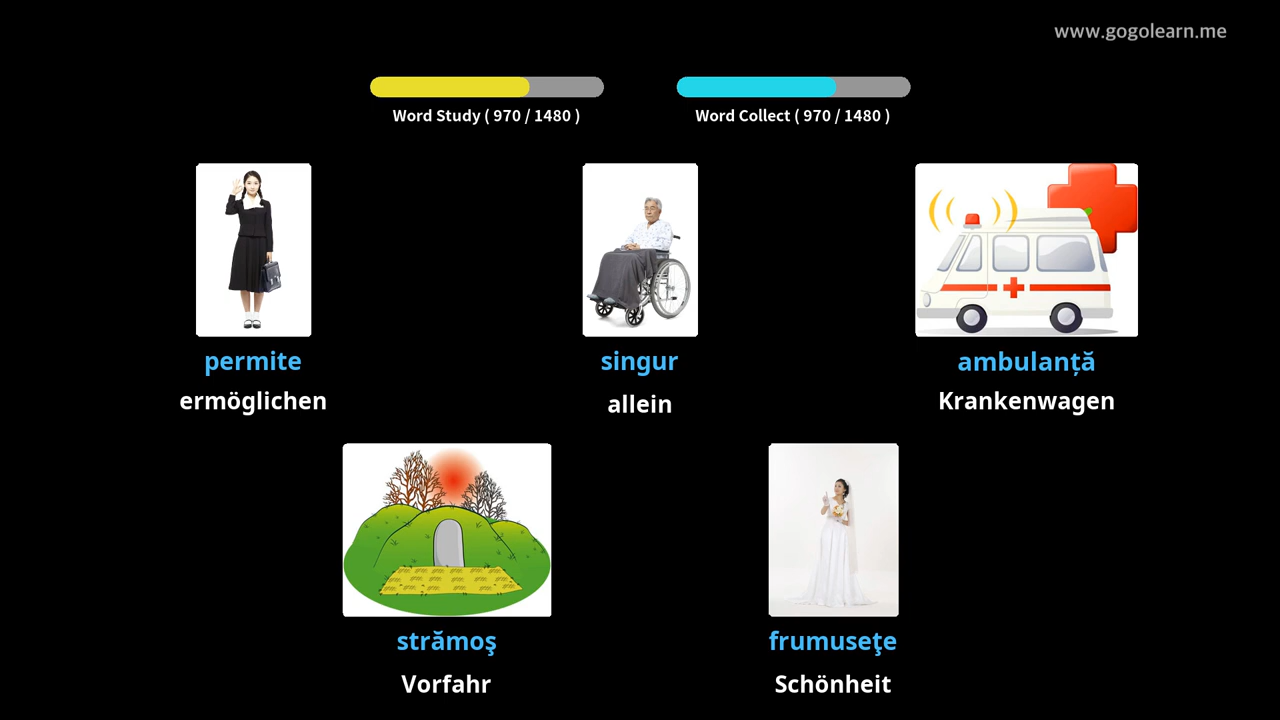 www.gogolearn.me
Word Study ( 970 / 1480 )
Word Collect ( 970 / 1480 )
permite
ermöglichen
singur
allein
ambulanță
Krankenwagen
strămoş
Vorfahr
frumuseţe
Schönheit